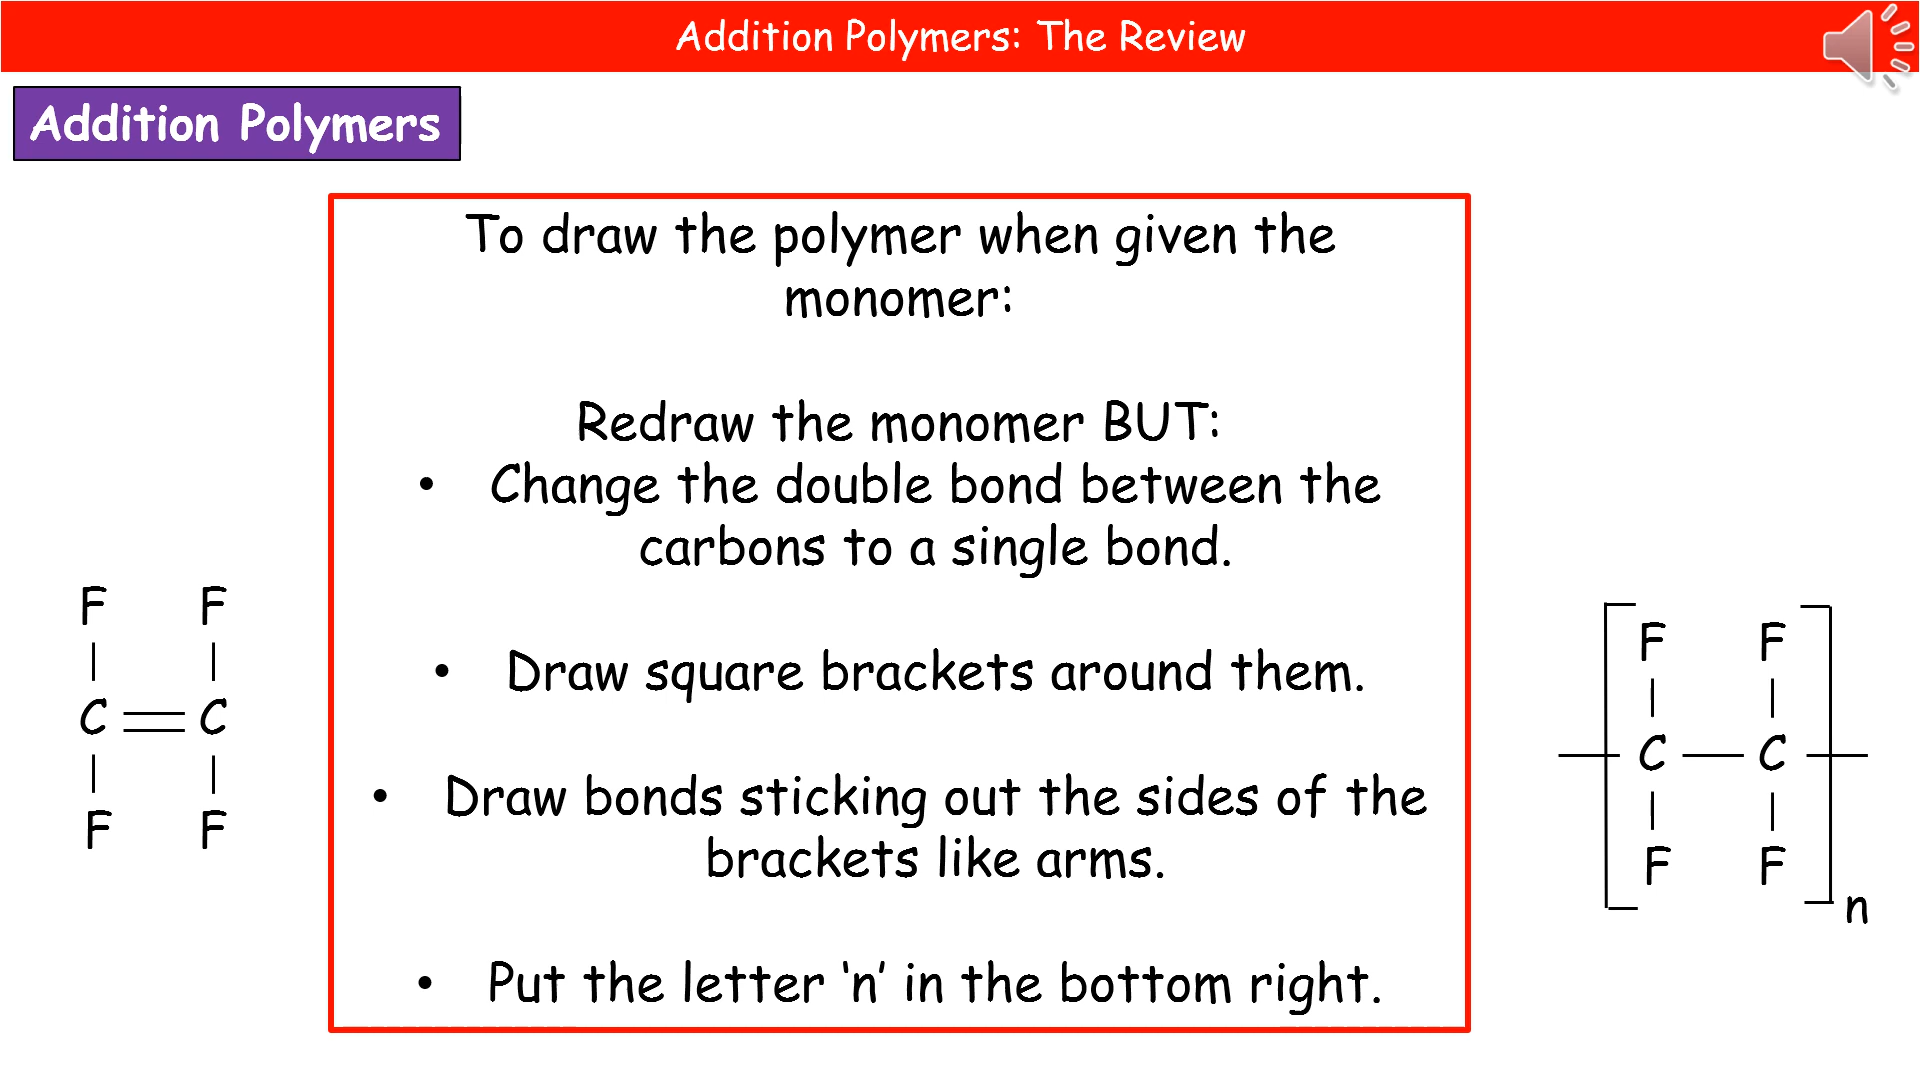 Addition Polymers: The Review
Addition Polymers
To draw the polymer when given the
monomer:
Redraw the monomer BUT:
• Change the double bond between the
carbons to a single bond.
• Draw square brackets around them.
• Draw bonds sticking out the sides of the
brackets like arms.
• Put the letter ‘n’ in the bottom right.
F F
C C
F F
F F
C C
F F
n